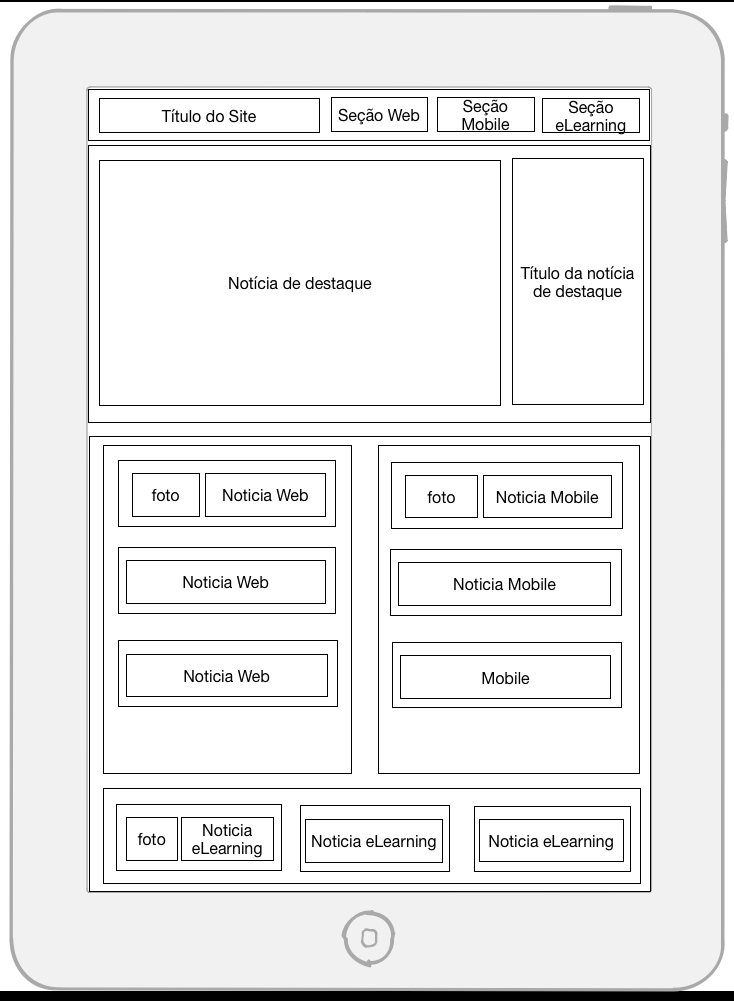 Título do Site
Seção Web
Seção
Mobile
Seção
eLearning
Notícia de destaque
Título da notícia
de destaque
foto
Noticia Web
Noticia Web
Noticia Web
foto
Noticia Mobile
Noticia Mobile
Mobile
foto
Noticia
eLearning
Noticia eLearning
Noticia eLearning